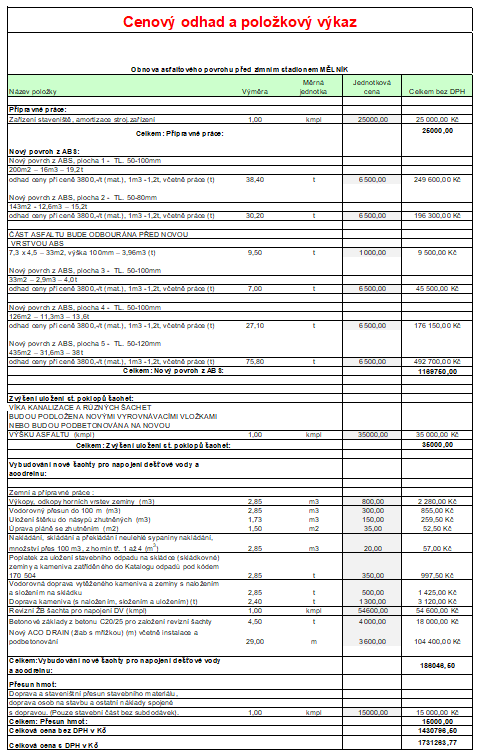 Cenový odhad a položkový výkaz
Obnova asfaltového povrchu před zimním stadionem MĚLNÍK
Název položky Výměra Měrná jednotka Jednotková cena Celkem bez DPH
Přípravné práce:
Zařízení staveniště, amortizace stroj.zařízení 1,00 kmpl 25000,00 25 000,00 Kč
Celkem: Přípravné práce: 25000,00
Nový povrch z ABS:
Nový povrch z ABS, plocha 1 - TL. 50-100mm
200m2 – 16m3 – 19,2t
odhad ceny při ceně 3800,-/t (mat.), 1m3 -1,2t, včetně práce (t) 38,40 t 6500,00 249 600,00 Kč
Nový povrch z ABS, plocha 2 - TL. 50-80mm
143m2 - 12,6m3 – 15,2t
odhad ceny při ceně 3800,-/t (mat.), 1m3 -1,2t, včetně práce (t) 30,20 t 6500,00 196 300,00 Kč
ČÁST ASFALTU BUDE ODBOURÁNA PŘED NOVOU
VRSTVOU ABS
7,3 x 4,5 – 33m2, výška 100mm – 3,96m3 (t) 9,50 t 1000,00 9 500,00 Kč
Nový povrch z ABS, plocha 3 - TL. 50-100mm
33m2 – 2,9m3 – 4,0t
odhad ceny při ceně 3800,-/t (mat.), 1m3 -1,2t, včetně práce (t) 7,00 t 6500,00 45 500,00 Kč
Nový povrch z ABS, plocha 4 - TL. 50-100mm
126m2 – 11,3m3 – 13,6t
odhad ceny při ceně 3800,-/t (mat.), 1m3 -1,2t, včetně práce (t) 27,10 t 6500,00 176 150,00 Kč
Nový povrch z ABS, plocha 5 - TL. 50-120mm
435m2 – 31,6m3 – 38t
odhad ceny při ceně 3800,-/t (mat.), 1m3 -1,2t, včetně práce (t) 75,80 t 6500,00 492 700,00 Kč
Celkem: Nový povrch z ABS: 1169750,00
Zvýšení uložení st. poklopů šachet:
VÍKA KANALIZACE A RŮZNÝCH ŠACHET
BUDOU PODLOŽENA NOVÝMI VYROVNÁVACÍMI VLOŽKAMI
NEBO BUDOU PODBETONOVÁNA NA NOVOU
VÝŠKU ASFALTU (kmpl) 1,00 kmpl 35000,00 35 000,00 Kč
Celkem: Zvýšení uložení st. poklopů šachet: 35000,00
Vybudování nové šachty pro napojení dešťové vody a
acodrelnu:
Zemní a přípravné práce :
Výkopy, odkopy horních vrstev zeminy (m3) 2,85 m3 800,00 2 280,00 Kč
Vodorovný přesun do 100 m (m3) 2,85 m3 300,00 855,00 Kč
Uložení štěrku do násypů zhutněných (m3) 1,73 m3 150,00 259,50 Kč
Úprava pláně se zhutněním (m2) 1,50 m2 35,00 52,50 Kč
Nakládání, skládání a překládání neulehlé sypaniny nakládání,
množství přes 100 m3, z hornin tř. 1 až 4 (m³) 2,85 m3 20,00 57,00 Kč
Poplatek za uložení stavebního odpadu na skládce (skládkovné)
zeminy a kameniva zatříděného do Katalogu odpadů pod kódem
170 504 2,85 t 350,00 997,50 Kč
Vodorovná doprava vytěženého kameniva a zeminy s naložením
a složením na skládku 2,85 t 500,00 1 425,00 Kč
Doprava kameniva (s naložením, složením a uložením) (t) 2,40 t 1300,00 3 120,00 Kč
Revizní ŽB šachta pro napojení DV (kmpl) 1,00 kmpl 54600,00 54 600,00 Kč
Betonové základy z betonu C20/25 pro založení revizní šachty 4,50 t 4000,00 18 000,00 Kč
Nový ACO DRAIN (žlab s mřížkou) (m) včetně instalace a
podbetonování 29,00 m 3600,00 104 400,00 Kč
Celkem:Vybudování nové šachty pro napojení dešťové vody
a acodrelnu: 186046,50
Přesun hmot:
Doprava a staveništní přesun stavebního materiálu,
doprava osob na stavbu a ostatní náklady spojené
s dopravou. (Pouze stavební část bez subdodávek). 1,00 kmpl 15000,00 15 000,00 Kč
Celkem: Přesun hmot: 15000,00
Celková cena bez DPH v Kč 1430796,50
Celková cena s DPH v Kč 1731263,77